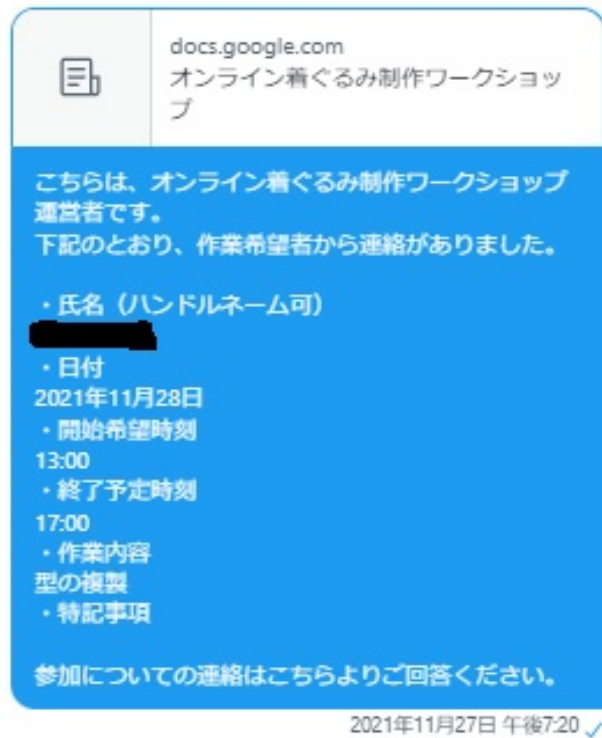 docs.google.com
オンライン着ぐるみ制作ワークショッ
プ
こちらは、オンライン着ぐるみ制作ワークショップ
運営者です。
下記のとおり、作業希望者から連絡がありました。
・氏名（ハンドルネーム可）
・日付
2021年11月28日
・開始希望時刻
13:00
・終了予定時刻
17:00
・作業内容
型の複製
・特記事項
参加についての連絡はこちらよりご回答ください。
2021年11月27日 午後7:20